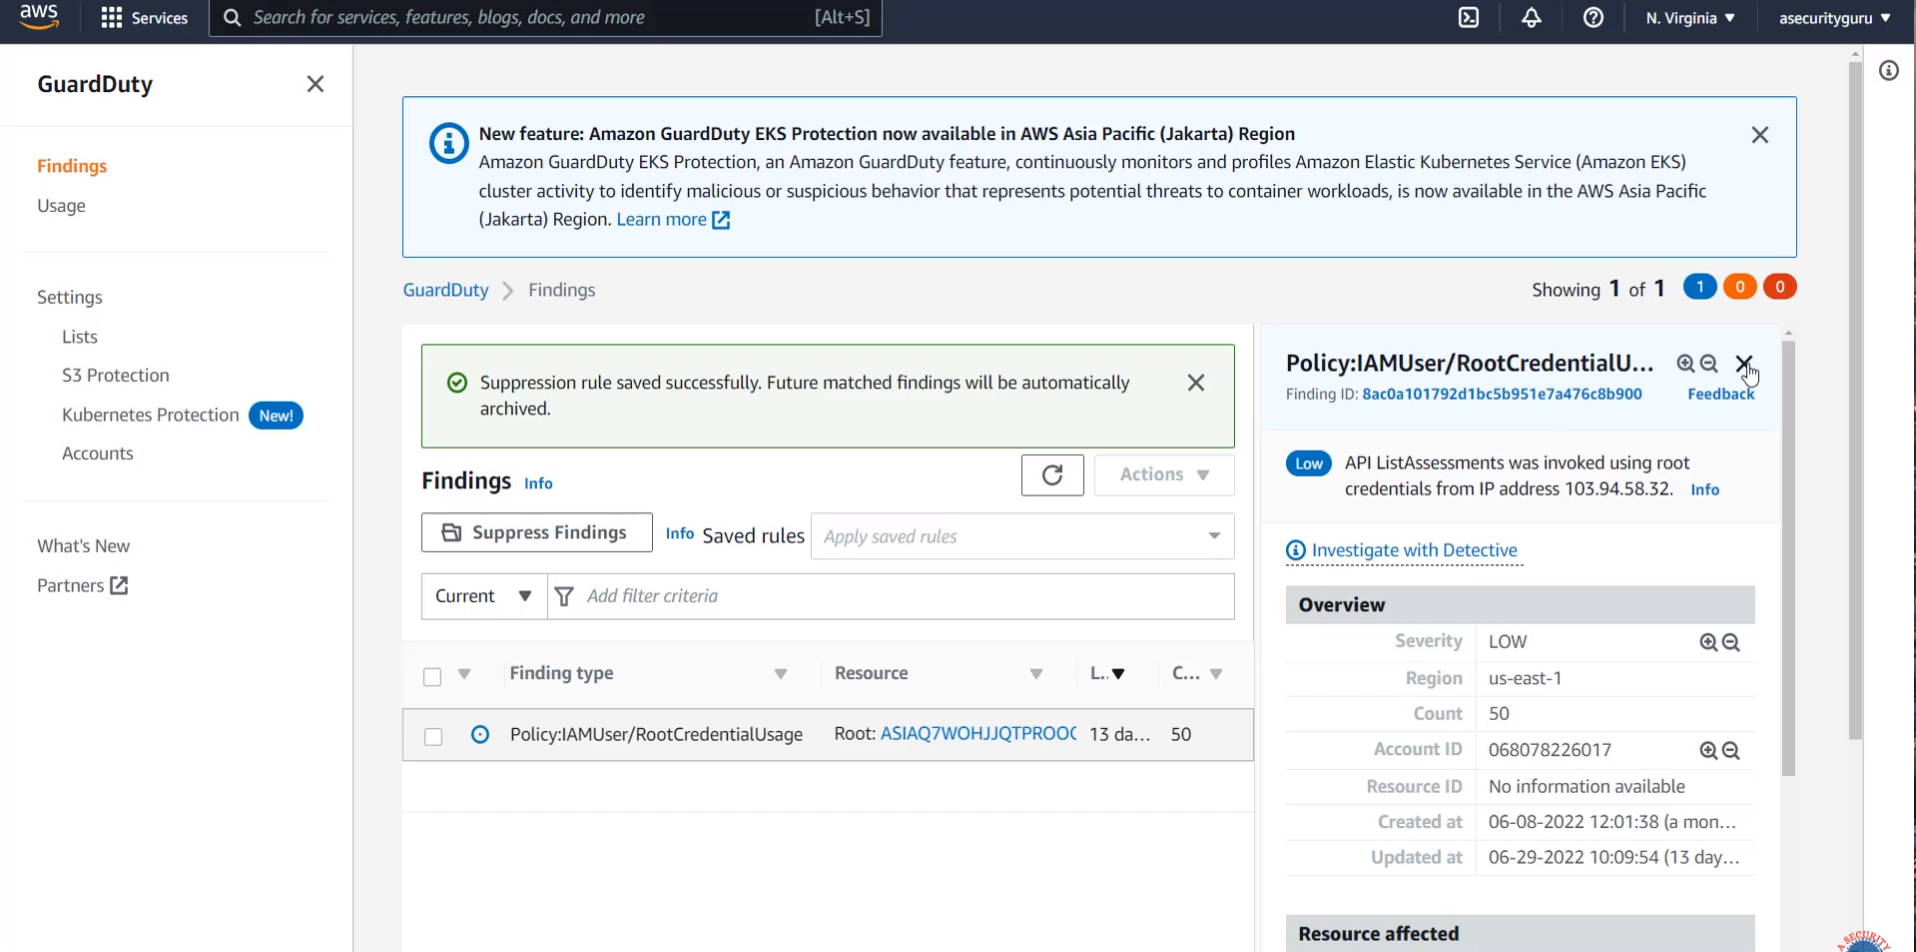 aws
Services
Search for services, features, blogs, docs, and more
[Alt+S]
N. Virginia
asecurityguru
GuardDuty
Findings
Usage
Settings
Lists
S3 Protection
Kubernetes Protection New!
Accounts
What's New
Partners
New feature: Amazon GuardDuty EKS Protection now available in AWS Asia Pacific (Jakarta) Region
Amazon GuardDuty EKS Protection, an Amazon GuardDuty feature, continuously monitors and profiles Amazon Elastic Kubernetes Service (Amazon EKS)
cluster activity to identify malicious or suspicious behavior that represents potential threats to container workloads, is now available in the AWS Asia Pacific
(Jakarta) Region. Learn more
GuardDuty > Findings
Showing 1 of 1 1 0 0
Suppression rule saved successfully. Future matched findings will be automatically
archived.
Findings Info
Actions
Suppress Findings Info Saved rules Apply saved rules
Current Add filter criteria
Finding type Resource L.. C...
Policy:IAMUser/RootCredentialUsage Root: ASIAQ7WOHJJQTPROO 13 da... 50
Policy:IAMUser/RootCredentialU...
Finding ID: 8ac0a101792d1bc5b951e7a476c8b900 Feedback
Low API ListAssessments was invoked using root
credentials from IP address 103.94.58.32. Info
Investigate with Detective
Overview
Severity LOW
Region us-east-1
Count 50
Account ID 068078226017
Resource ID No information available
Created at 06-08-2022 12:01:38 (a mon...
Updated at 06-29-2022 10:09:54 (13 day...
Resource affected
A SECURITY